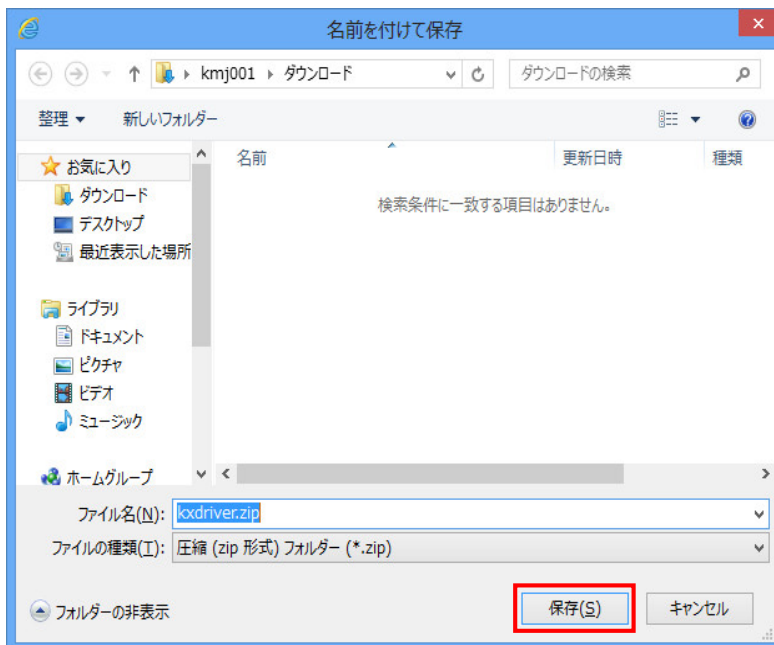 名前を付けて保存
kmj001 ダウンロード ダウンロードの検索
整理 新しいフォルダー
お気に入り
ダウンロード
デスクトップ
最近表示した場所
ライブラリ
ドキュメント
ピクチャ
ビデオ
ミュージック
ホームグループ
名前 更新日時 種類
検索条件に一致する項目はありません。
ファイル名(N): kxdriver.zip
ファイルの種類(T): 圧縮 (zip 形式) フォルダー (*.zip)
フォルダーの非表示 保存(S) キャンセル